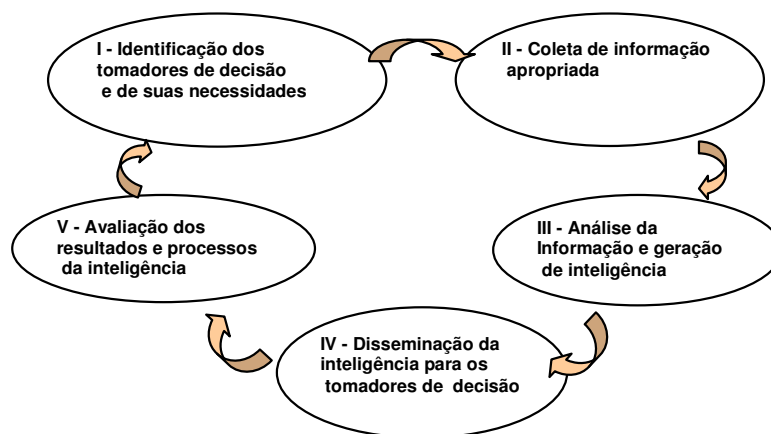 I - Identificação dos
tomadores de decisão
e de suas necessidades
II - Coleta de informação
apropriada
III - Análise da
Informação e geração
de inteligência
IV - Disseminação da
inteligência para os
tomadores de decisão
V - Avaliação dos
resultados e processos
da inteligência